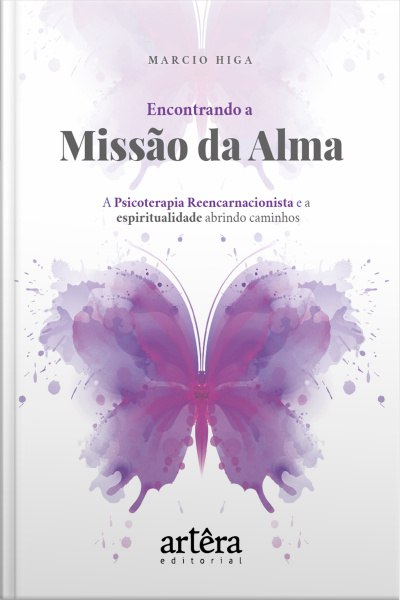 MARCIO HIGA
Encontrando a
Missão da Alma
A Psicoterapia Reencarnacionista e a
espiritualidade abrindo caminhos
artêra
editorial